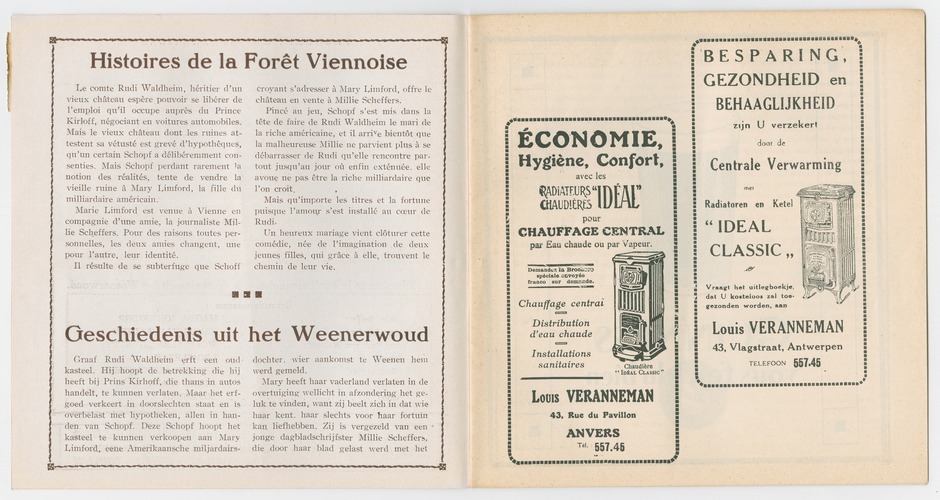 Histoires de la Forêt Viennoise
Le comte Rudi Waldheim, héritier d'un
vieux château espère pouvoir se libérer de
l'emploi qu'il occupe auprès du Prince
Kirloff, négociant en voitures automobiles.
Mais le vieux château dont les ruines at-
testent sa vétusté est grevé d'hypothèques,
qu'un certain Schopf a délibérément con-
senties. Mais Schopf perdant rarement la
notion des réalités, tente de vendre la
vieille ruine à Mary Limford, la fille du
milliardaire américain.
Marie Limford est venue à Vienne en
compagnie d'une amie, la journaliste Mil-
lie Scheffers. Pour des raisons toutes per-
sonnelles, les deux amies changent, une
pour l'autre, leur identité.
Il résulte de se subterfuge que Schoff
croyant s'adresser à Mary Limford, offre le
château en vente à Millie Scheffers.
Pincé au jeu, Schopf s'est mis dans la
tête de faire de Rudi Waldheim le mari de
la riche américaine, et il arrive bientôt que
la malheureuse Millie ne parvient plus à se
débarrasser de Rudi qu'elle rencontre par-
tout jusqu'au jour où enfin exténuée, elle
avoue ne pas être la riche milliardaire que
l'on croit.
Mais qu'importe les titres et la fortune
puisque l'amour s'est installé au cœur de
Rudi.
Un heureux mariage vient clôturer cette
comédie, née de l'imagination de deux
jeunes filles, qui grâce à elle, trouvent le
chemin de leur vie.
Geschiedenis uit het Weenerwoud
Graaf Rudi Waldheim erft een oud
kasteel. Hij hoopt de betrekking die hij
heeft bij Prins Kirhoff, die thans in autos
handelt, te kunnen verlaten. Maar het erf-
goed verkeert in doorslechten staat en is
overbelast met hypotheken, allen in han-
den van Schopf. Deze Schopf hoopt het
kasteel te kunnen verkoopen aan Mary
Limford, eene Amerikaansche miljardairs-
dochter, wier aankomst te Weenen hem
werd gemeld.
Mary heeft haar vaderland verlaten in de
overtuiging wellicht in afzondering het ge-
luk te vinden, want zij beelt zich in dat wie
haar kent, haar slechts voor haar fortuin
kan liefhebben. Zij is vergezeld van een
jonge dagbladschrijfster Millie Scheffers,
die door haar blad gelast werd met het
ÉCONOMIE,
Hygiène, Confort,
avec les
RADIATEURS "IDÉAL"
CHAUDIÈRES
pour
CHAUFFAGE CENTRAL
par Eau chaude ou par Vapeur.
Demandez la Brochure
spéciale envoyée
franco sur demande.
Chauffage central
Distribution
d'eau chaude
Installations
sanitaires
Chaudière
"IDÉAL CLASSIC"
Louis VERANNEMAN
43, Rue du Pavillon
ANVERS
Tél. 557.45
BESPARING,
GEZONDHEID en
BEHAAGLIJKHEID
zijn U verzekert
door de
Centrale Verwarming
met
Radiatoren en Ketel
"IDEAL
CLASSIC„
Vraagt het uitlegboekje,
dat U kosteloos zal toe-
gezonden worden, aan
Louis VERANNEMAN
43, Vlagstraat, Antwerpen
TELEFOON 557.45